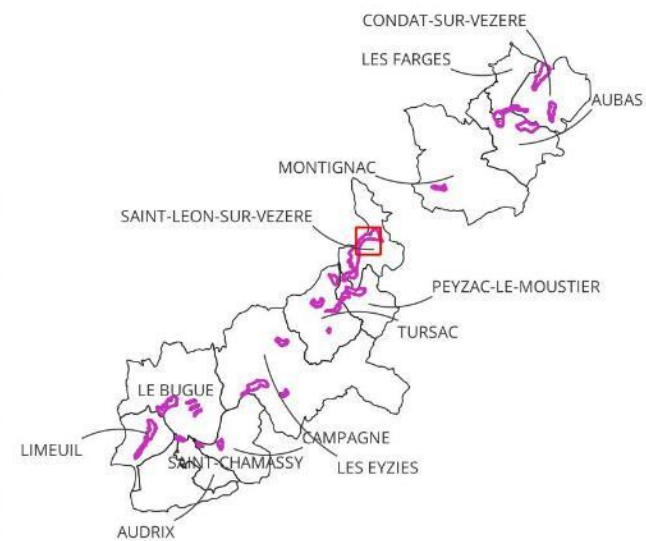 CONDAT-SUR-VEZERE
LES FARGES
AUBAS
MONTIGNAC
SAINT-LEON-SUR-VEZERE
PEYZAC-LE-MOUSTIER
TURSAC
LE BUGUE
CAMPAGNE
LIMEUIL
SAINT-CHAMASSY
LES EYZIES
AUDRIX